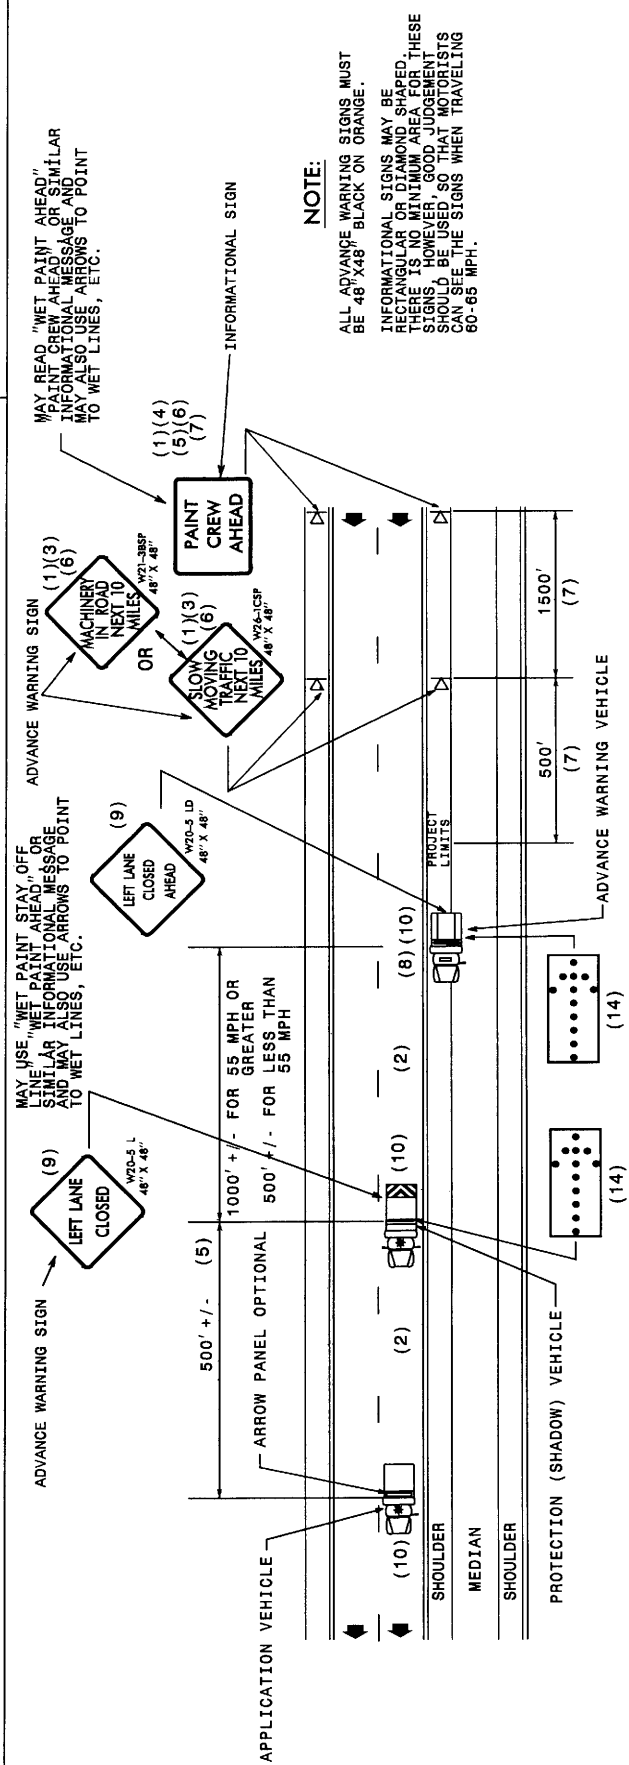 MAY READ "WET PAINT AHEAD"
"PAINT CREW AHEAD" OR SIMILAR
INFORMATIONAL MESSAGE AND
MAY ALSO USE ARROWS TO POINT
TO WET LINES, ETC.
ADVANCE WARNING SIGN
(1)(3)
(6)
MACHINERY
IN ROAD
NEXT 10
MILES
W21-3BSP
48" X 48"
OR
(1)(3)
(6)
SLOW
MOVING
TRAFFIC
NEXT 10
MILES
W26-1CSP
48" X 48"
(1)(4)
(5)(6)
(7)
PAINT
CREW
AHEAD
INFORMATIONAL SIGN
NOTE:
ALL ADVANCE WARNING SIGNS MUST
BE 48"X48" BLACK ON ORANGE.
INFORMATIONAL SIGNS MAY BE
RECTANGULAR OR DIAMOND SHAPED.
THERE IS NO MINIMUM AREA FOR THESE
SIGNS, HOWEVER, GOOD JUDGEMENT
SHOULD BE USED SO THAT MOTORISTS
CAN SEE THE SIGNS WHEN TRAVELING
60-65 MPH.
MAY USE "WET PAINT STAY OFF
LINE" "WET PAINT AHEAD" OR
SIMILAR INFORMATIONAL MESSAGE
AND MAY ALSO USE ARROWS TO POINT
TO WET LINES, ETC.
(9)
LEFT LANE
CLOSED
AHEAD
W20-5 LD
48" X 48"
ADVANCE WARNING SIGN
(9)
LEFT LANE
CLOSED
W20-5 L
48" X 48"
500' +/- (5)
1000' +/- FOR 55 MPH OR
GREATER
500' +/- FOR LESS THAN
55 MPH
ARROW PANEL OPTIONAL
APPLICATION VEHICLE
(10)
(2)
(10)
(2)
(8)(10)
PROJECT
LIMITS
500'
(7)
1500'
(7)
SHOULDER
MEDIAN
SHOULDER
PROTECTION (SHADOW) VEHICLE
(14)
(14)
ADVANCE WARNING VEHICLE